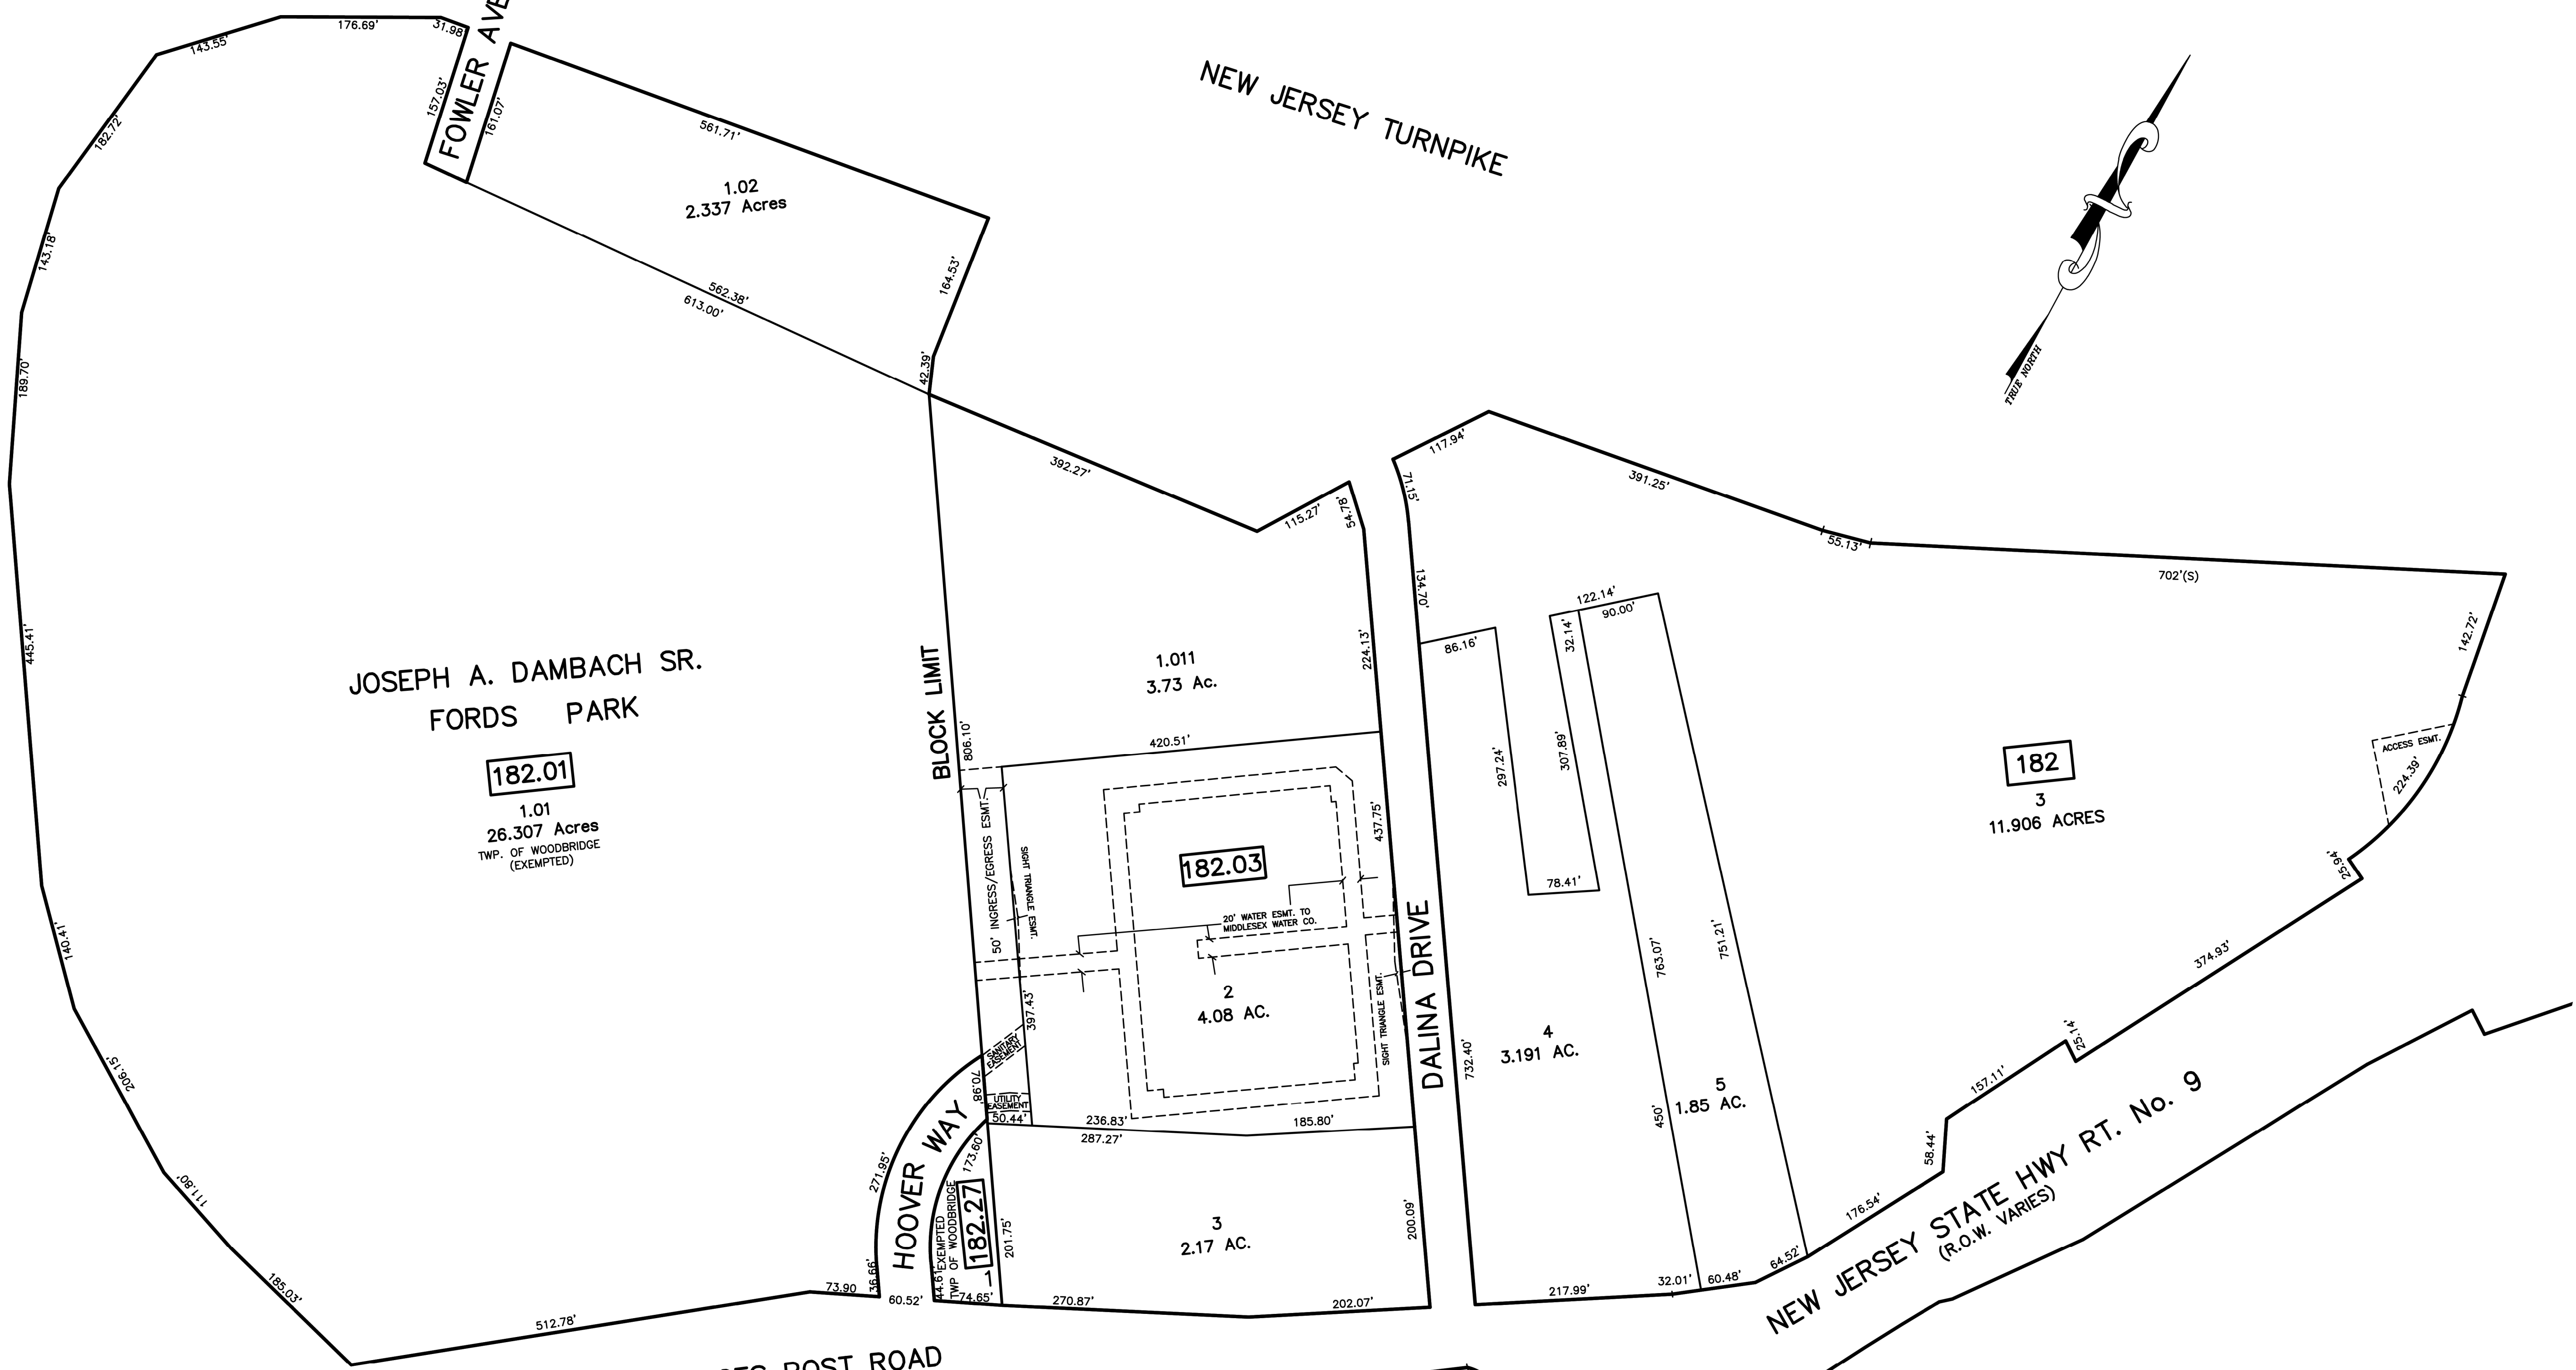 176.69'
31.98'
143.55'
182.72'
143.18'
189.70'
445.41'
140.41'
206.15'
111.80'
185.03'
512.78'
73.90
36.66'
271.95'
157.03'
FOWLER AVE
161.07'
561.71'
1.02
2.337 Acres
562.38'
613.00'
164.53'
42.39'
NEW JERSEY TURNPIKE
TRUE NORTH
JOSEPH A. DAMBACH SR.
FORDS PARK
182.01
1.01
26.307 Acres
TWP. OF WOODBRIDGE
(EXEMPTED)
BLOCK LIMIT
806.10'
392.27'
115.27'
54.78'
224.13'
1.011
3.73 Ac.
420.51'
50' INGRESS/EGRESS ESMT.
SIGHT TRIANGLE ESMT.
397.43'
182.03
20' WATER ESMT. TO
MIDDLESEX WATER CO.
2
4.08 AC.
437.75'
SIGHT TRIANGLE ESMT.
SANITARY
EASEMENT
70.98'
UTILITY
EASEMENT
50.44'
236.83'
185.80'
287.27'
HOOVER WAY
173.60'
44.61'
EXEMPTED
TWP OF WOODBRIDGE
182.27
1
201.75'
3
2.17 AC.
200.09'
60.52'
74.65'
270.87'
202.07'
DALINA DRIVE
117.94'
71.15'
134.70'
391.25'
55.13'
702'(S)
142.72'
86.16'
297.24'
78.41'
307.89'
32.14'
122.14'
90.00'
763.07'
751.21'
450'
732.40'
4
3.191 AC.
5
1.85 AC.
182
3
11.906 ACRES
ACCESS ESMT.
224.39'
25.94'
374.93'
25.14'
157.11'
58.44'
176.54'
64.52'
60.48'
32.01'
217.99'
NEW JERSEY STATE HWY RT. No. 9
(R.O.W. VARIES)
POST ROAD